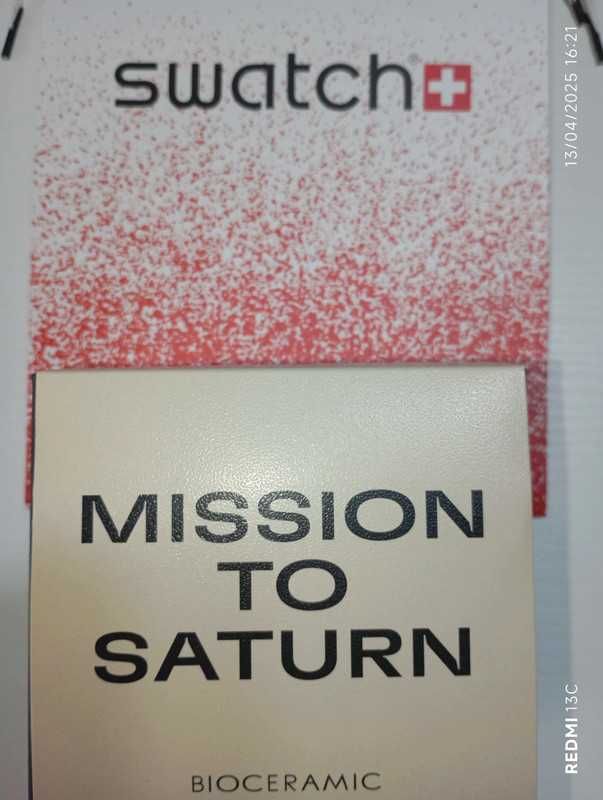 swatch
MISSION
TO
SATURN
BIOCERAMIC
13/04/2025 16:21
REDMI 13C